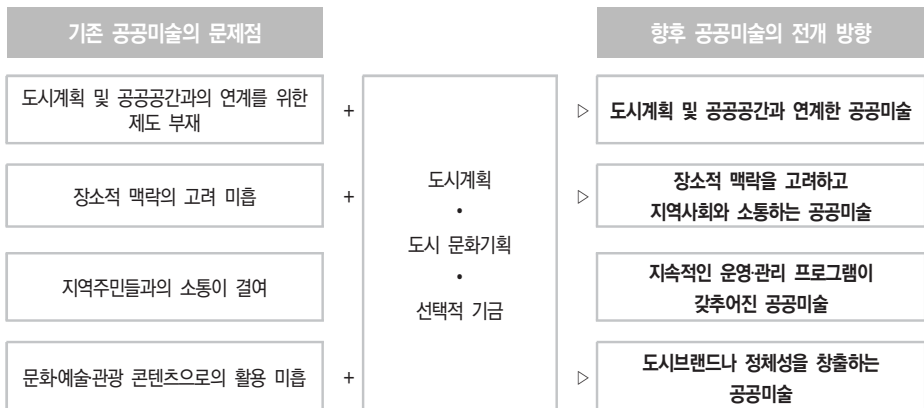 기존 공공미술의 문제점
향후 공공미술의 전개 방향
도시계획 및 공공공간과의 연계를 위한
제도 부재
+
▷
도시계획 및 공공공간과 연계한 공공미술
장소적 맥락의 고려 미흡
+
도시계획
•
도시 문화기획
•
선택적 기금
▷
장소적 맥락을 고려하고
지역사회와 소통하는 공공미술
지역주민들과의 소통이 결여
지속적인 운영·관리 프로그램이
갖추어진 공공미술
문화·예술·관광 콘텐츠으로의 활용 미흡
+
▷
도시브랜드나 정체성을 창출하는
공공미술